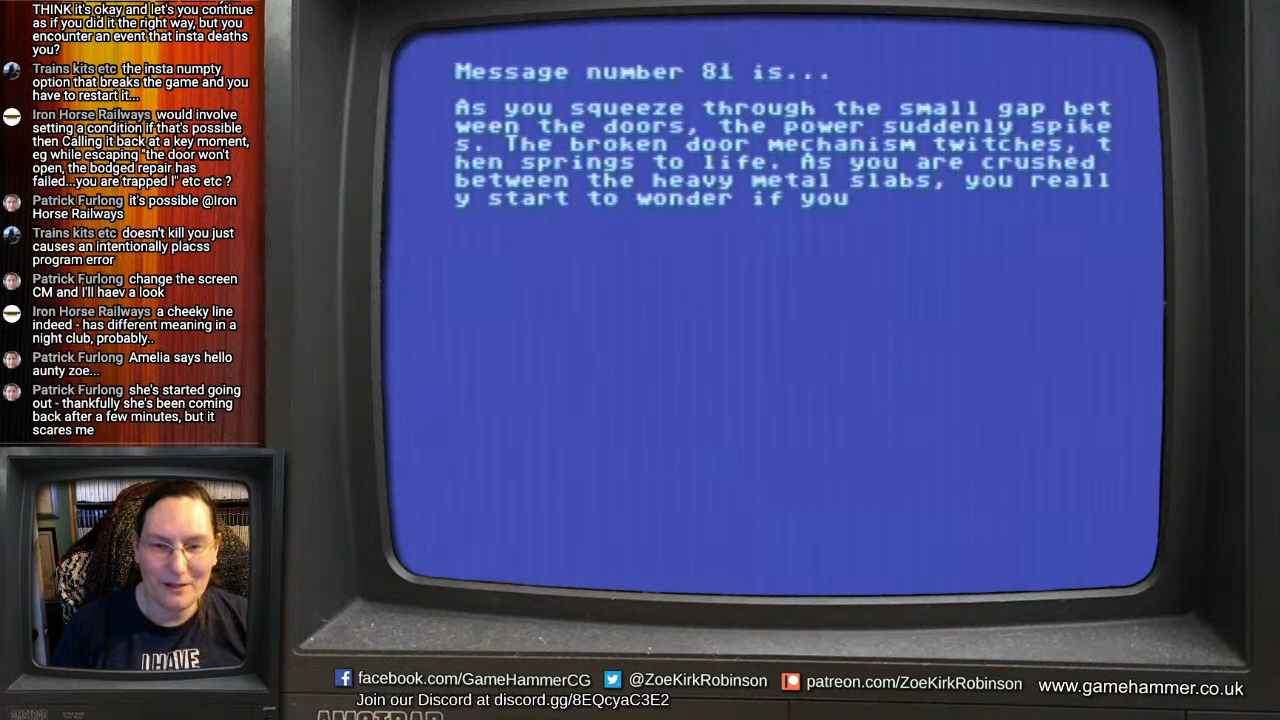 THINK it's okay and let's you continue
as if you did it the right way, but you
encounter an event that insta deaths
you?
Trains kits etc the insta numpty
option that breaks the game and you
have to restart it...
Iron Horse Railways would involve
setting a condition if that's possible
then Calling it back at a key moment,
eg while escaping "the door won't
open, the bodged repair has
failed...you are trapped !" etc etc ?
Patrick Furlong it's possible @Iron
Horse Railways
Trains kits etc doesn't kill you just
causes an intentionally placss
program error
Patrick Furlong change the screen
CM and I'll haev a look
Iron Horse Railways a cheeky line
indeed - has different meaning in a
night club, probably..
Patrick Furlong Amelia says hello
aunty zoe...
Patrick Furlong she's started going
out - thankfully she's been coming
back after a few minutes, but it
scares me
Message number 81 is...
As you squeeze through the small gap bet
ween the doors, the power suddenly spike
s. The broken door mechanism twitches, t
hen springs to life. As you are crushed
between the heavy metal slabs, you reall
y start to wonder if you
I HAVE
facebook.com/GameHammerCG @ZoeKirkRobinson patreon.com/ZoeKirkRobinson www.gamehammer.co.uk
Join our Discord at discord.gg/8EQcyaC3E2
AMSTRAD